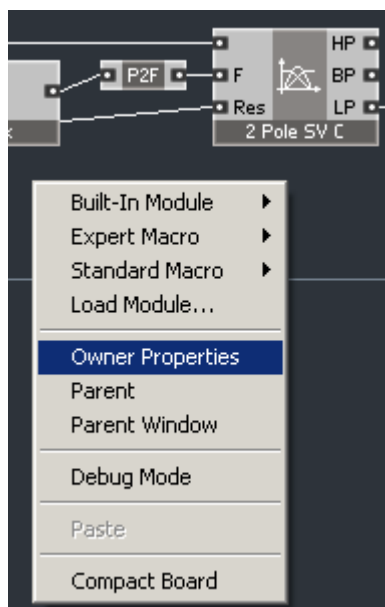 HP
P2F
F
BP
Res
LP
2 Pole SV C
Built-In Module
Expert Macro
Standard Macro
Load Module...
Owner Properties
Parent
Parent Window
Debug Mode
Paste
Compact Board